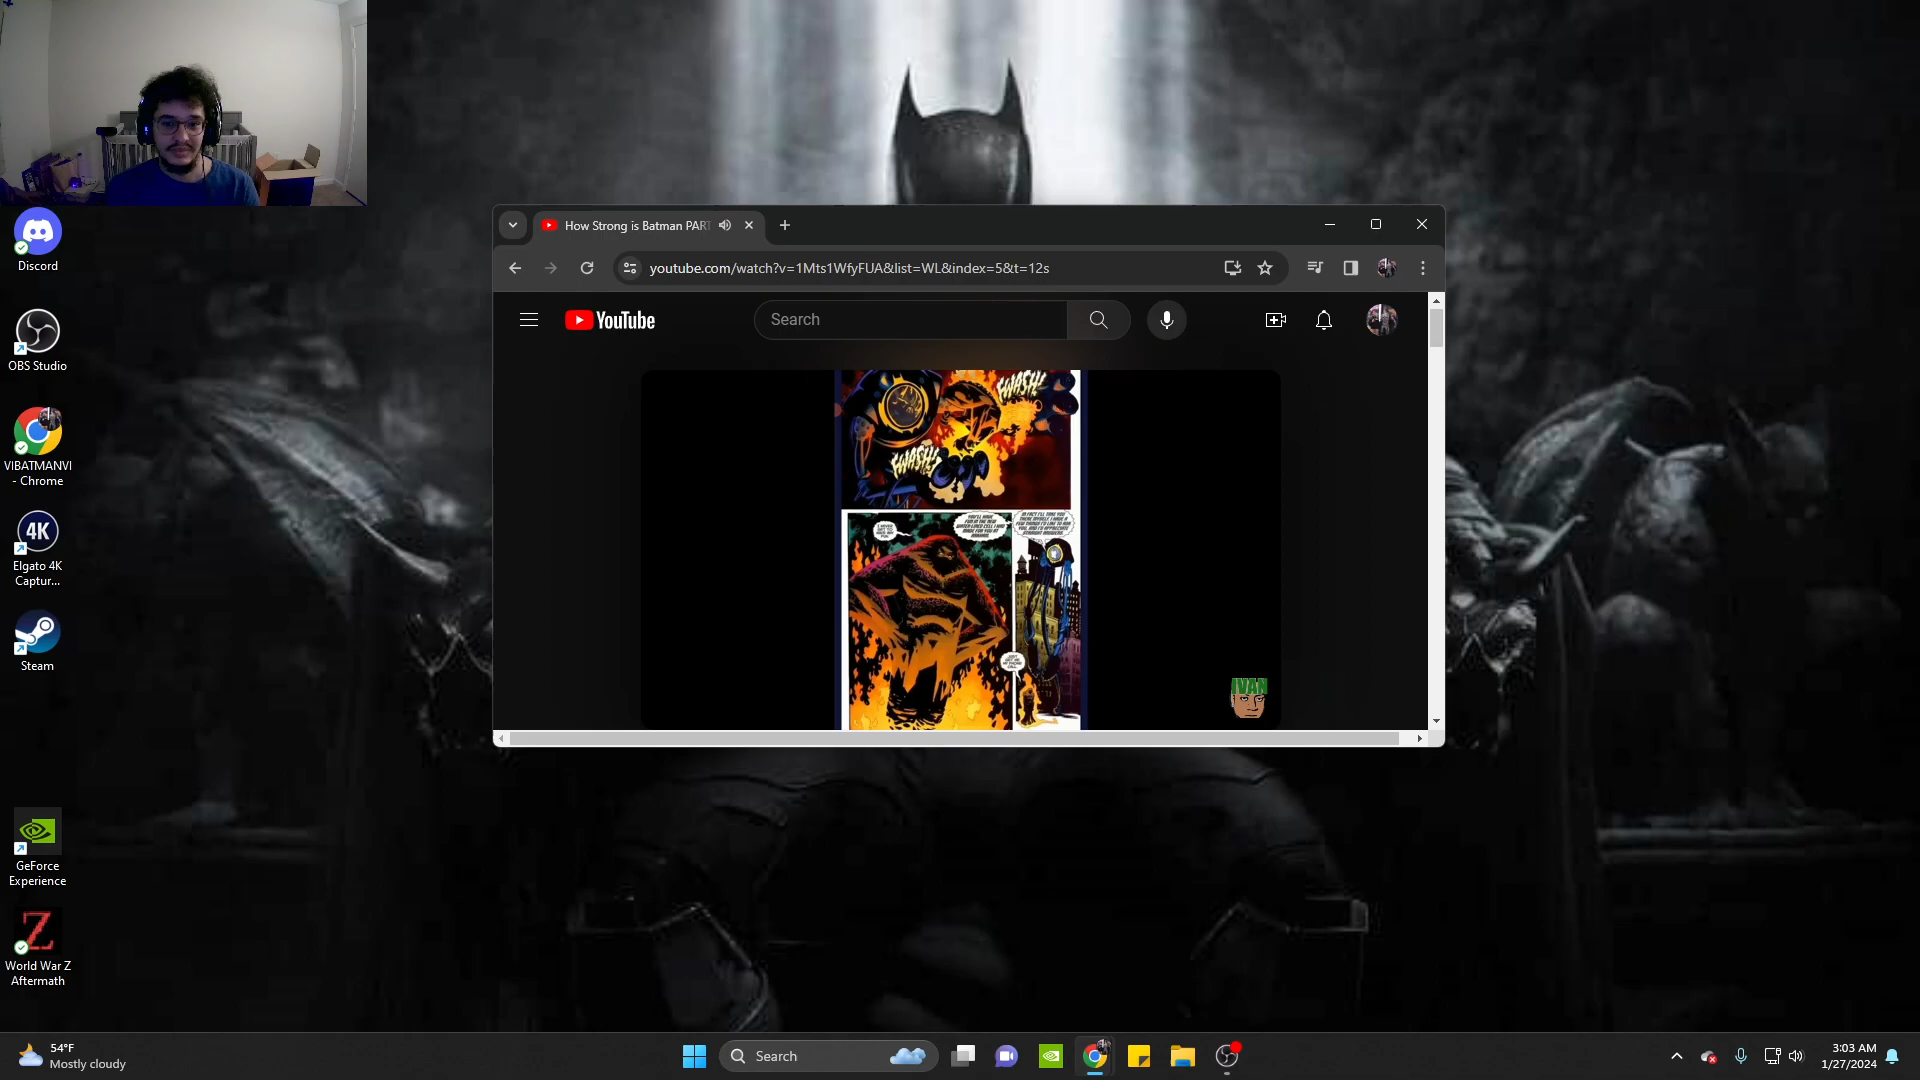 Discord
OBS Studio
VIBATMANVI
- Chrome
4K
Elgato 4K
Captur...
Steam
GeForce
Experience
Z
World War Z
Aftermath
How Strong is Batman PAR
youtube.com/watch?v=1Mts1WfyFUA&list=WL&index=5&t=12s
YouTube
Search
FWASH!
FWASH!
IVAN
54°F
Mostly cloudy
Search
3:03 AM
1/27/2024